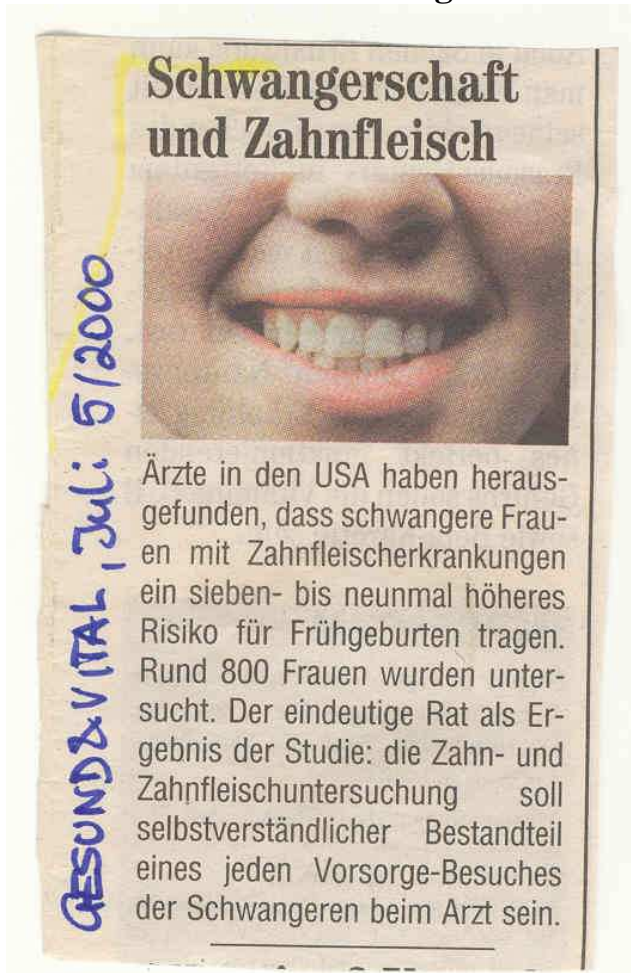 Schwangerschaft
und Zahnfleisch
Ärzte in den USA haben heraus-
gefunden, dass schwangere Frau-
en mit Zahnfleischerkrankungen
ein sieben- bis neunmal höheres
Risiko für Frühgeburten tragen.
Rund 800 Frauen wurden unter-
sucht. Der eindeutige Rat als Er-
gebnis der Studie: die Zahn- und
Zahnfleischuntersuchung soll
selbstverständlicher Bestandteil
eines jeden Vorsorge-Besuches
der Schwangeren beim Arzt sein.
GESUND & VITAL, Juli 5/2000